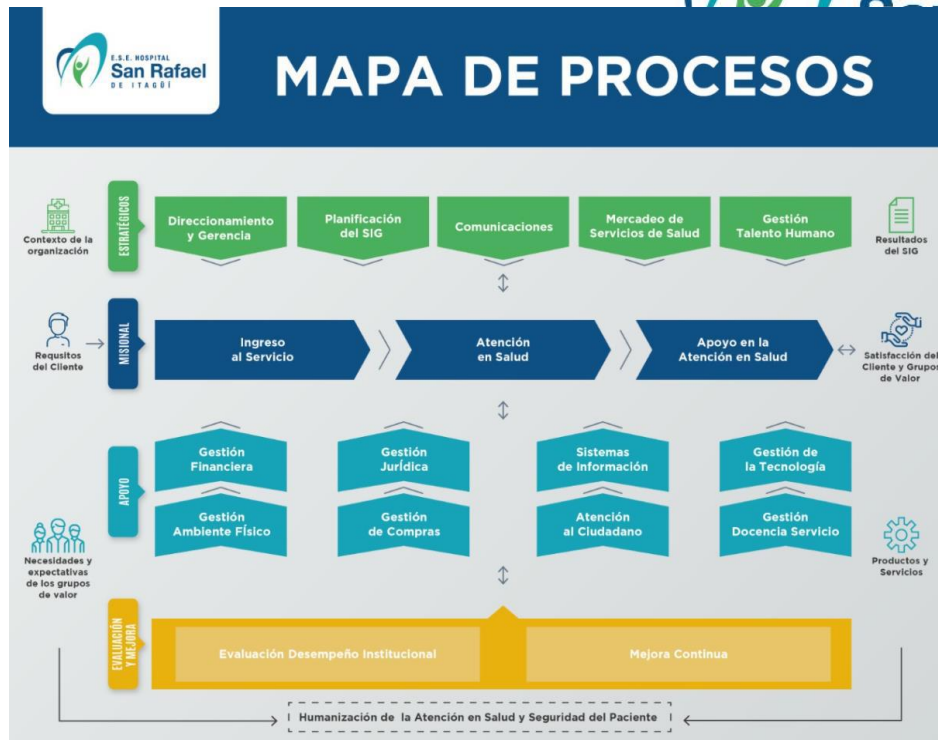 E.S.E. HOSPITAL
San Rafael
DE ITAGÜÍ
MAPA DE PROCESOS
Contexto de la
organización
ESTRATÉGICOS
Direccionamiento
y Gerencia
Planificación
del SIG
Comunicaciones
Mercadeo de
Servicios de Salud
Gestión
Talento Humano
Resultados
del SIG
Requsitos
del Cliente
MISIONAL
Ingreso
al Servicio
Atención
en Salud
Apoyo en la
Atención en Salud
Satisfacción del
Cliente y Grupos
de Valor
APOYO
Gestión
Financiera
Gestión
Jurídica
Sistemas
de Información
Gestión de
la Tecnología
Gestión
Ambiente Físico
Gestión
de Compras
Atención
al Ciudadano
Gestión
Docencia Servicio
Necesidades y
expectativas
de los grupos
de valor
Productos y
Servicios
EVALUACIÓN
Y MEJORA
Evaluación Desempeño Institucional
Mejora Continua
Humanización de la Atención en Salud y Seguridad del Paciente